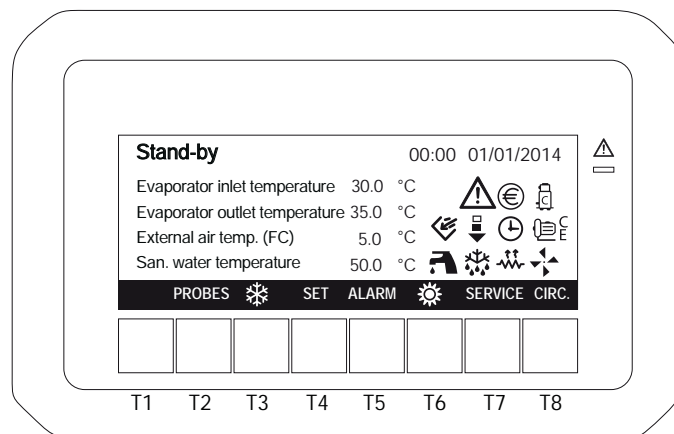 Stand-by 00:00 01/01/2014
Evaporator inlet temperature 30.0 °C
Evaporator outlet temperature 35.0 °C
External air temp. (FC) 5.0 °C
San. water temperature 50.0 °C
€
C
C
E
PROBES SET ALARM SERVICE CIRC.
T1 T2 T3 T4 T5 T6 T7 T8